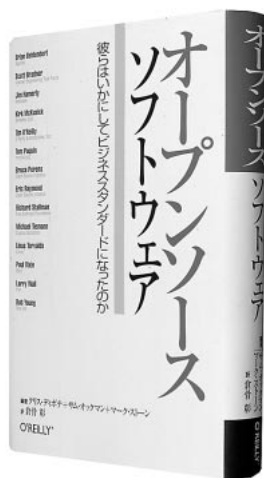 オープンソース
ソフトウェア
彼らはいかにしてビジネススタンダードになったのか
Brian Behlendorf
Scott Bradner
Jim Hamerly
Kirk McKusick
Tim O'Reilly
Tom Paquin
Bruce Perens
Eric Raymond
Richard Stallman
Michael Tiemann
Linus Torvalds
Paul Vixie
Larry Wall
Bob Young
編著 クリス・ディボナ+サム・オックマン+マーク・ストーン
訳 倉骨 彰
O'REILLY
オープンソース ソフトウェア
訳 倉骨 彰
O'REILLY